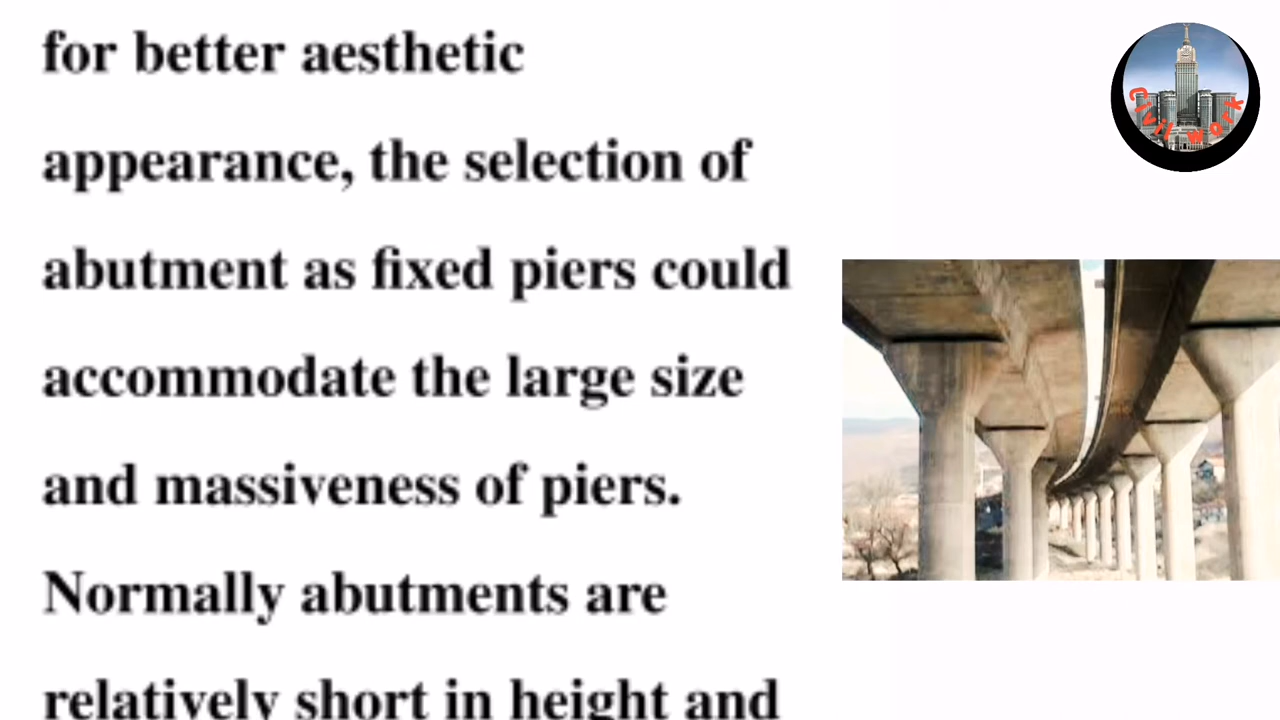 for better aesthetic
appearance, the selection of
abutment as fixed piers could
accommodate the large size
and massiveness of piers.
Normally abutments are
relatively short in height and
Civil work